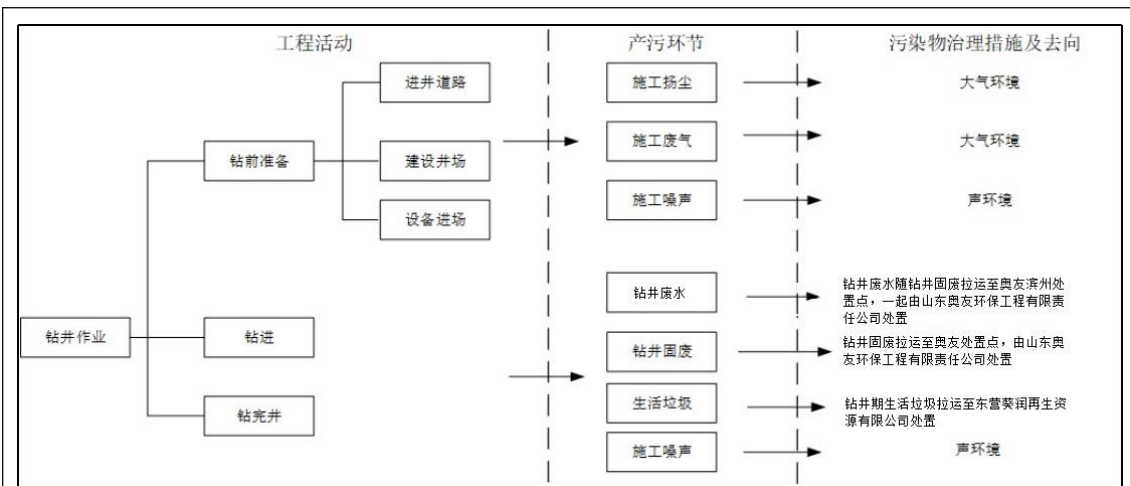 工程活动
产污环节
污染物治理措施及去向
进井道路
施工扬尘
大气环境
钻前准备
建设井场
施工废气
大气环境
设备进场
施工噪声
声环境
钻井废水
钻井废水随钻井固废拉运至奥友滨州处
置点，一起由山东奥友环保工程有限责
任公司处置
钻井作业
钻进
钻井固废
钻井固废拉运至奥友处置点，由山东奥
友环保工程有限责任公司处置
钻完井
生活垃圾
钻井期生活垃圾拉运至东营葵润再生资
源有限公司处置
施工噪声
声环境